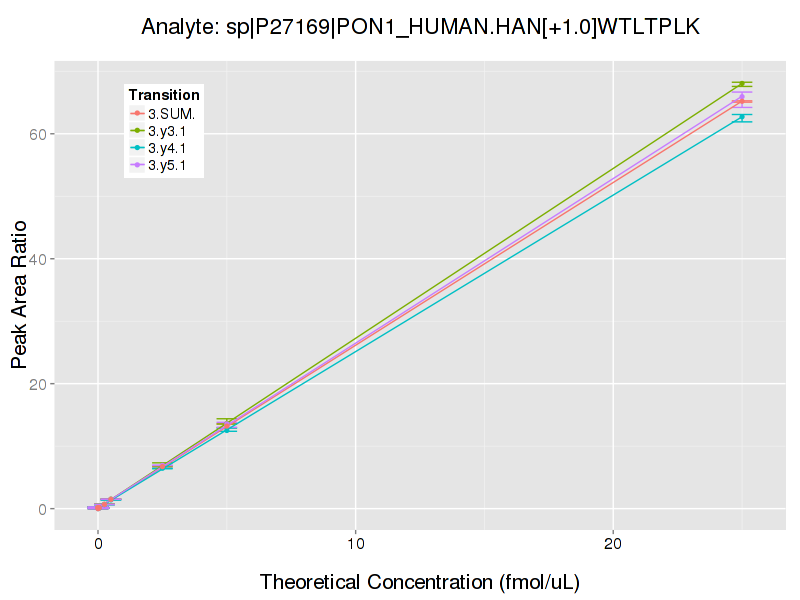 Analyte: sp|P27169|PON1_HUMAN.HAN[+1.0]WTLTPLK
Transition
3.SUM.
3.y3.1
3.y4.1
3.y5.1
Peak Area Ratio
60
40
20
0
0 10 20
Theoretical Concentration (fmol/uL)